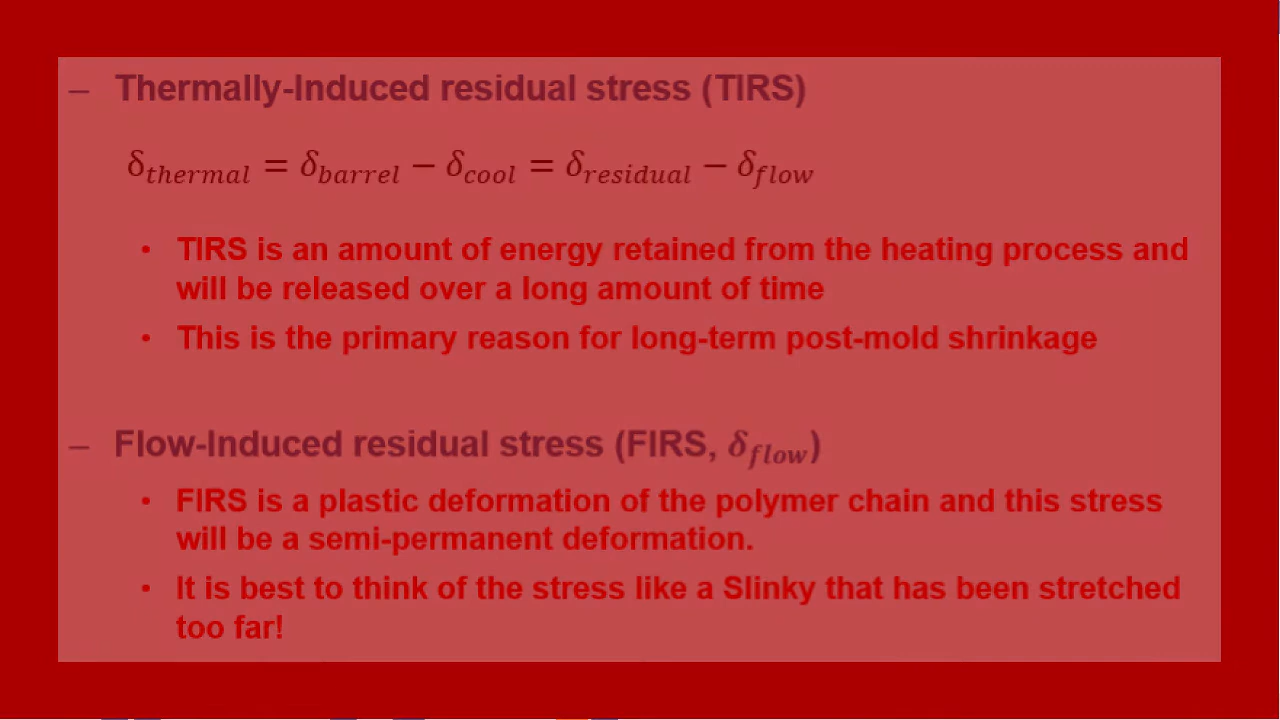 – Thermally-Induced residual stress (TIRS)
δ_thermal = δ_barrel − δ_cool = δ_residual − δ_flow
• TIRS is an amount of energy retained from the heating process and
will be released over a long amount of time
• This is the primary reason for long-term post-mold shrinkage
– Flow-Induced residual stress (FIRS, δ_flow)
• FIRS is a plastic deformation of the polymer chain and this stress
will be a semi-permanent deformation.
• It is best to think of the stress like a Slinky that has been stretched
too far!